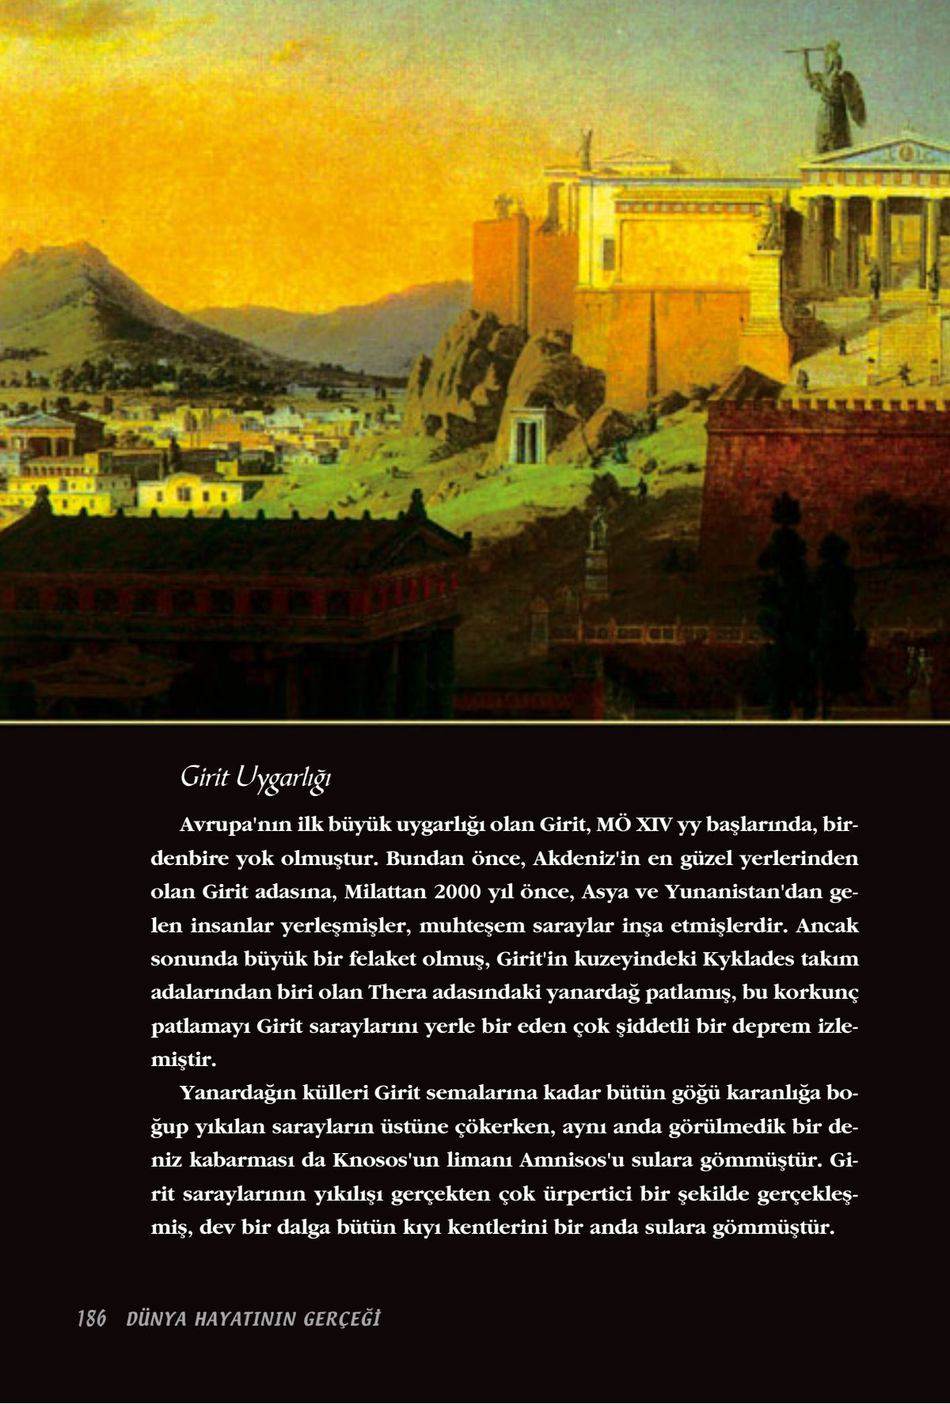 Girit Uygarlığı
Avrupa'nın ilk büyük uygarlığı olan Girit, MÖ XIV yy başlarında, bir-
denbire yok olmuştur. Bundan önce, Akdeniz'in en güzel yerlerinden
olan Girit adasına, Milattan 2000 yıl önce, Asya ve Yunanistan'dan ge-
len insanlar yerleşmişler, muhteşem saraylar inşa etmişlerdir. Ancak
sonunda büyük bir felaket olmuş, Girit'in kuzeyindeki Kyklades takım
adalarından biri olan Thera adasındaki yanardağ patlamış, bu korkunç
patlamayı Girit saraylarını yerle bir eden çok şiddetli bir deprem izle-
miştir.
Yanardağın külleri Girit semalarına kadar bütün göğü karanlığa bo-
ğup yıkılan sarayların üstüne çökerken, aynı anda görülmedik bir de-
niz kabarması da Knosos'un limanı Amnisos'u sulara gömmüştür. Gi-
rit saraylarının yıkılışı gerçekten çok ürpertici bir şekilde gerçekleş-
miş, dev bir dalga bütün kıyı kentlerini bir anda sulara gömmüştür.
186 DÜNYA HAYATININ GERÇEĞİ